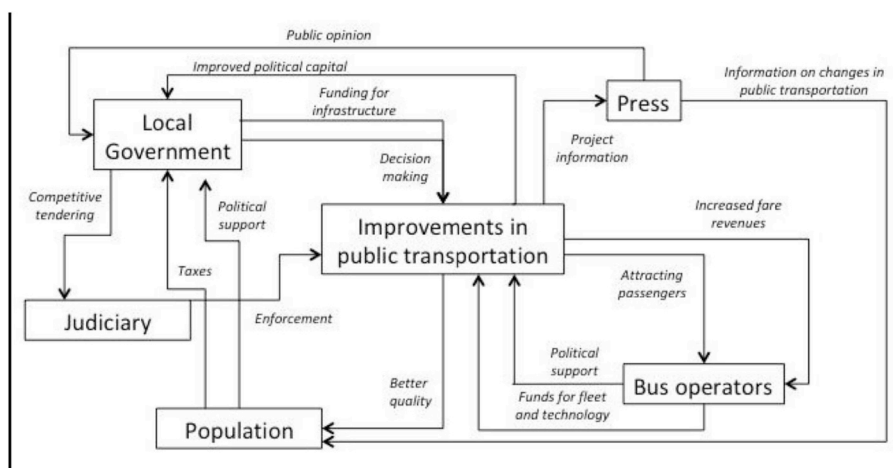 Public opinion
Improved political capital
Information on changes in
public transportation
Funding for
infrastructure
Press
Local
Government
Project
information
Decision
making
Competitive
tendering
Political
support
Improvements in
public transportation
Increased fare
revenues
Taxes
Attracting
passengers
Judiciary
Enforcement
Political
support
Better
quality
Funds for fleet
and technology
Bus operators
Population